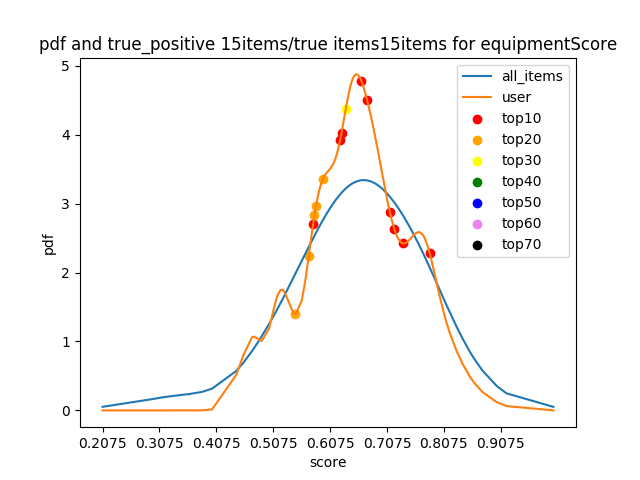 pdf and true_positive 15items/true items15items for equipmentScore
5
4
3
2
1
0
pdf
0.2075 0.3075 0.4075 0.5075 0.6075 0.7075 0.8075 0.9075
score
all_items
user
top10
top20
top30
top40
top50
top60
top70